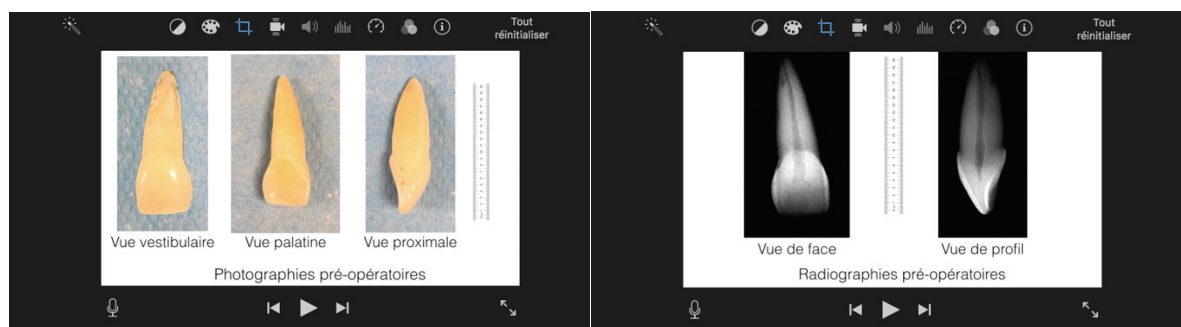 Tout
réinitialiser
Vue vestibulaire
Vue palatine
Vue proximale
Photographies pré-opératoires
Tout
réinitialiser
Vue de face
Vue de profil
Radiographies pré-opératoires